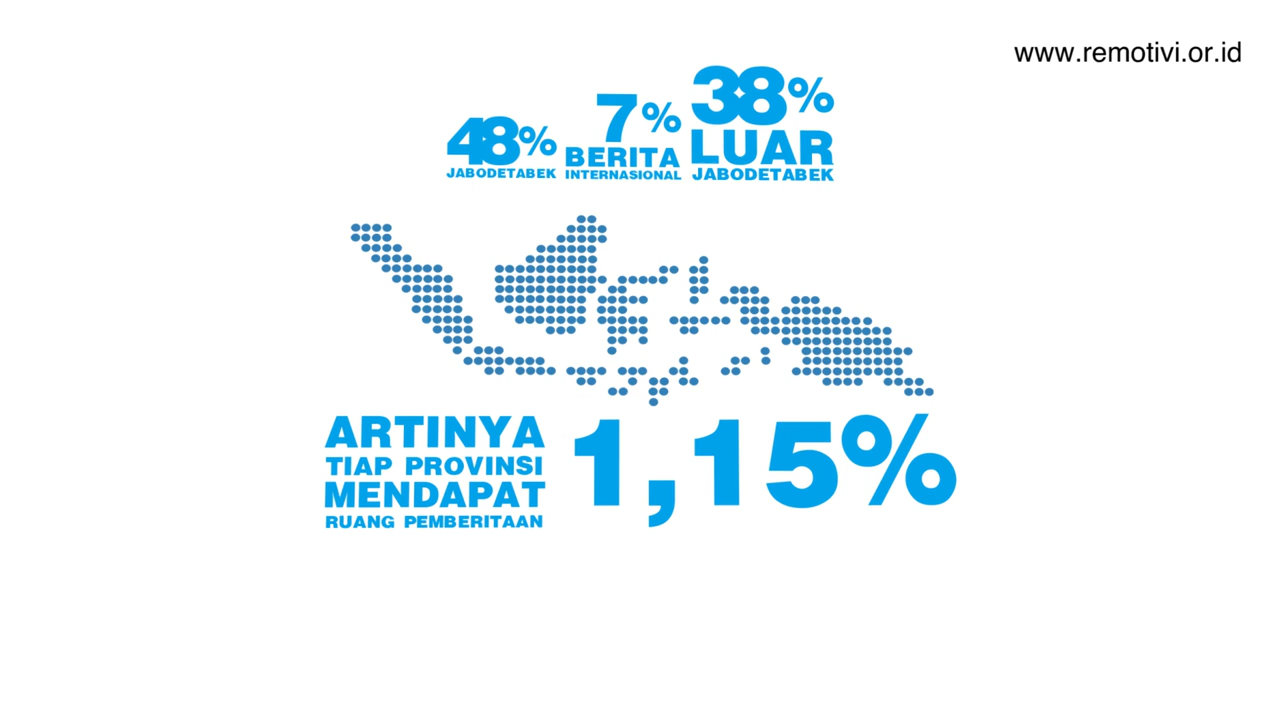 www.remotivi.or.id
48%
JABODETABEK
7%
BERITA
INTERNASIONAL
38%
LUAR
JABODETABEK
ARTINYA
TIAP PROVINSI
MENDAPAT
RUANG PEMBERITAAN
1,15%